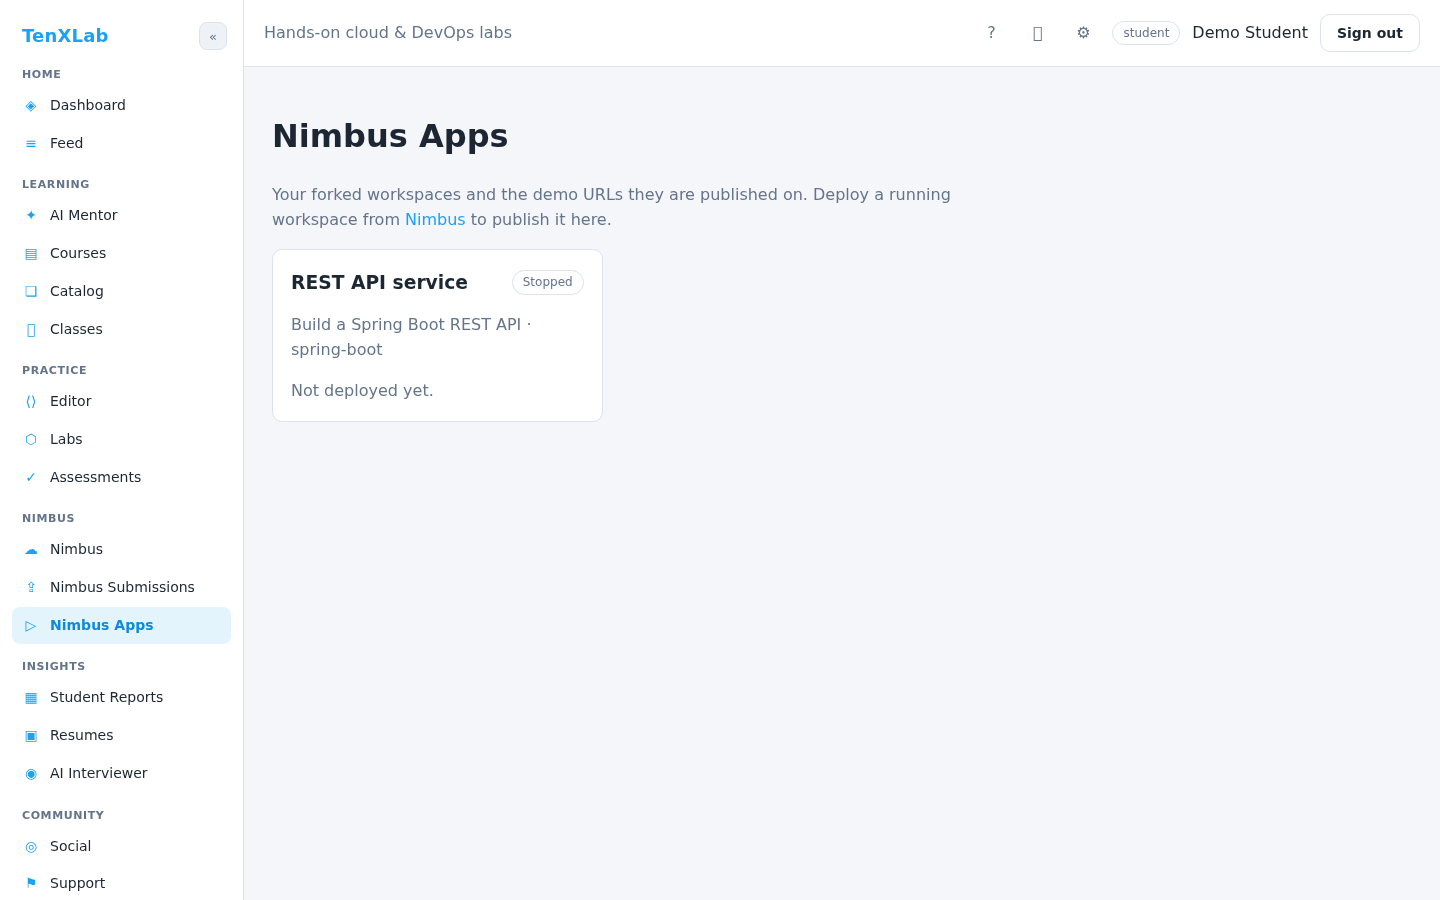 TenXLab
«
HOME
Dashboard
Feed
LEARNING
AI Mentor
Courses
Catalog
Classes
PRACTICE
Editor
Labs
Assessments
NIMBUS
Nimbus
Nimbus Submissions
Nimbus Apps
INSIGHTS
Student Reports
Resumes
AI Interviewer
COMMUNITY
Social
Support
Hands-on cloud & DevOps labs
?
student
Demo Student
Sign out
Nimbus Apps
Your forked workspaces and the demo URLs they are published on. Deploy a running
workspace from Nimbus to publish it here.
REST API service
Stopped
Build a Spring Boot REST API ·
spring-boot
Not deployed yet.